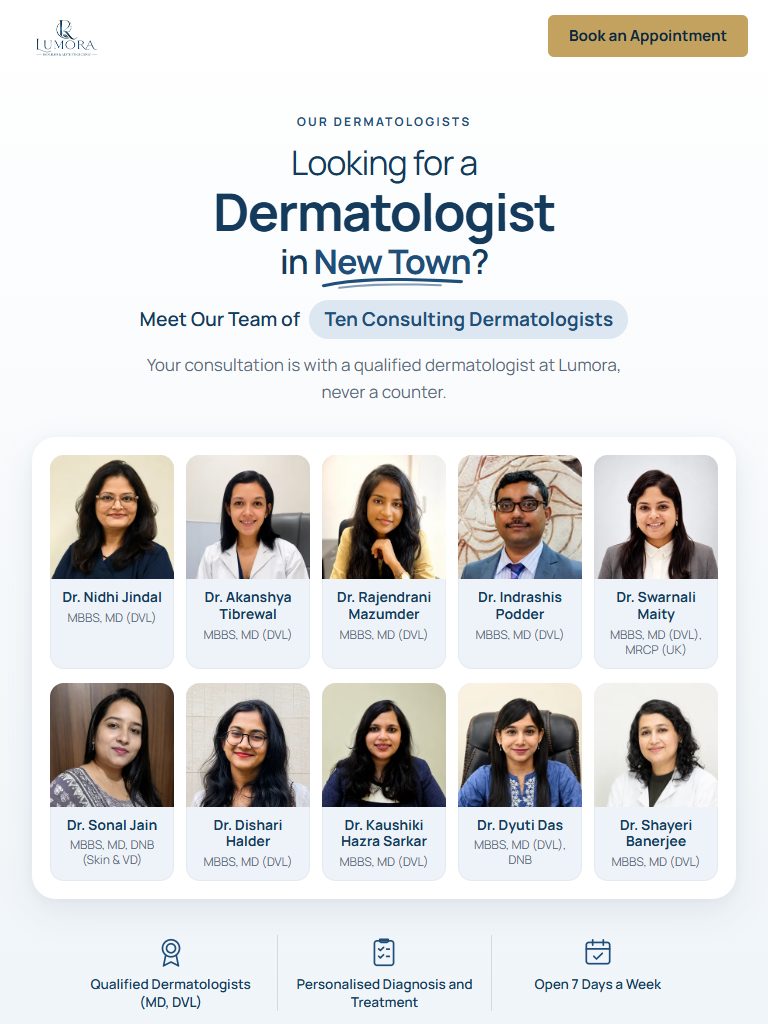 LUMORA
Book an Appointment
OUR DERMATOLOGISTS
Looking for a
Dermatologist
in New Town?
Meet Our Team of Ten Consulting Dermatologists
Your consultation is with a qualified dermatologist at Lumora,
never a counter.
Dr. Nidhi Jindal
MBBS, MD (DVL)
Dr. Akanshya
Tibrewal
MBBS, MD (DVL)
Dr. Rajendrani
Mazumder
MBBS, MD (DVL)
Dr. Indrashis
Podder
MBBS, MD (DVL)
Dr. Swarnali
Maity
MBBS, MD (DVL),
MRCP (UK)
Dr. Sonal Jain
MBBS, MD, DNB
(Skin & VD)
Dr. Dishari
Halder
MBBS, MD (DVL)
Dr. Kaushiki
Hazra Sarkar
MBBS, MD (DVL)
Dr. Dyuti Das
MBBS, MD (DVL),
DNB
Dr. Shayeri
Banerjee
MBBS, MD (DVL)
Qualified Dermatologists
(MD, DVL)
Personalised Diagnosis and
Treatment
Open 7 Days a Week